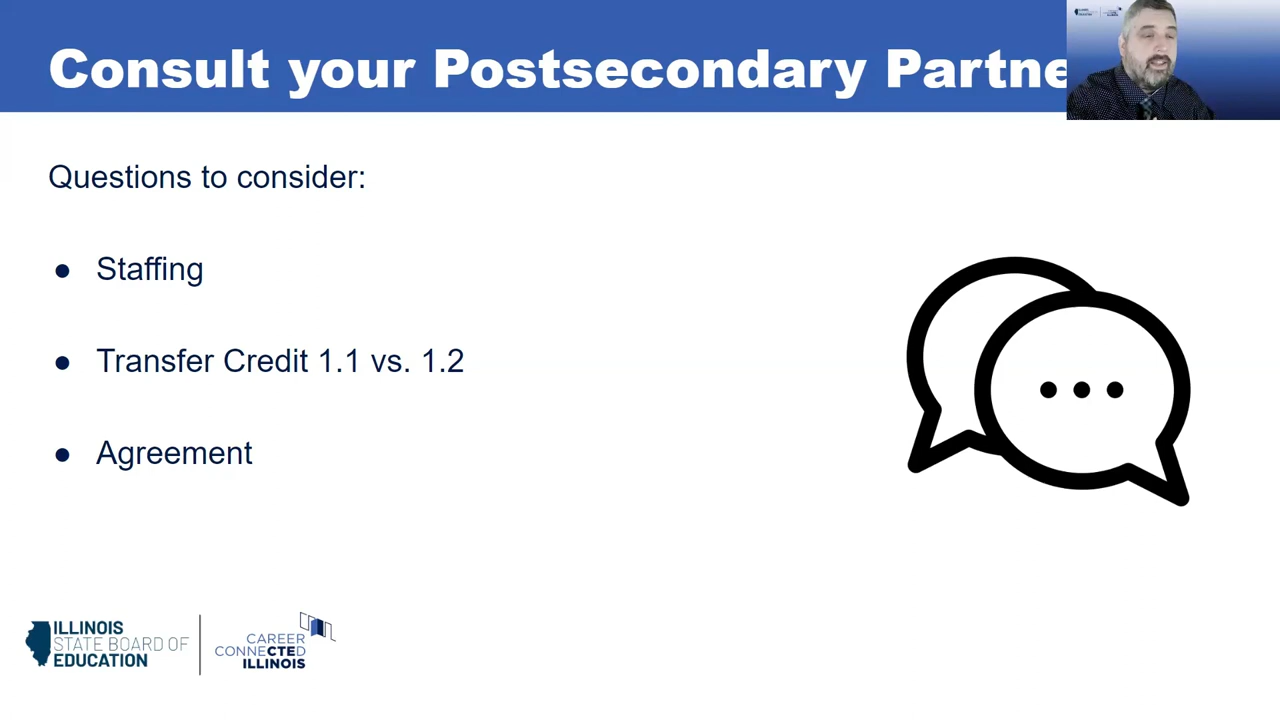 Consult your Postsecondary Partne
Questions to consider:
● Staffing
● Transfer Credit 1.1 vs. 1.2
● Agreement
ILLINOIS
STATE BOARD OF
EDUCATION
CAREER
CONNECTED
ILLINOIS